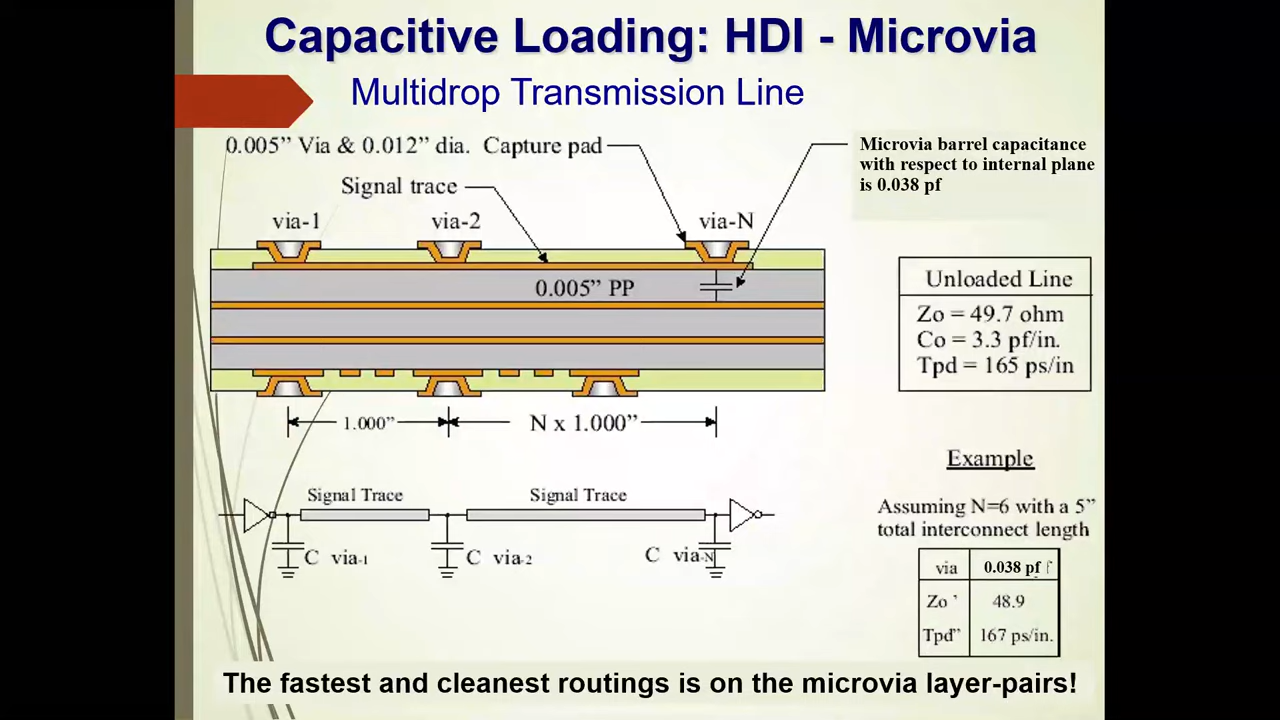 Capacitive Loading: HDI - Microvia
Multidrop Transmission Line
0.005” Via & 0.012” dia. Capture pad
Microvia barrel capacitance
with respect to internal plane
is 0.038 pf
Signal trace
via-1
via-2
via-N
0.005” PP
Unloaded Line
Zo = 49.7 ohm
Co = 3.3 pf/in.
Tpd = 165 ps/in
1.000”
N x 1.000”
Example
Signal Trace
Signal Trace
Assuming N=6 with a 5”
total interconnect length
C via-1
C via-2
C via-N
via 0.038 pf f
Zo ' 48.9
Tpd” 167 ps/in.
The fastest and cleanest routings is on the microvia layer-pairs!